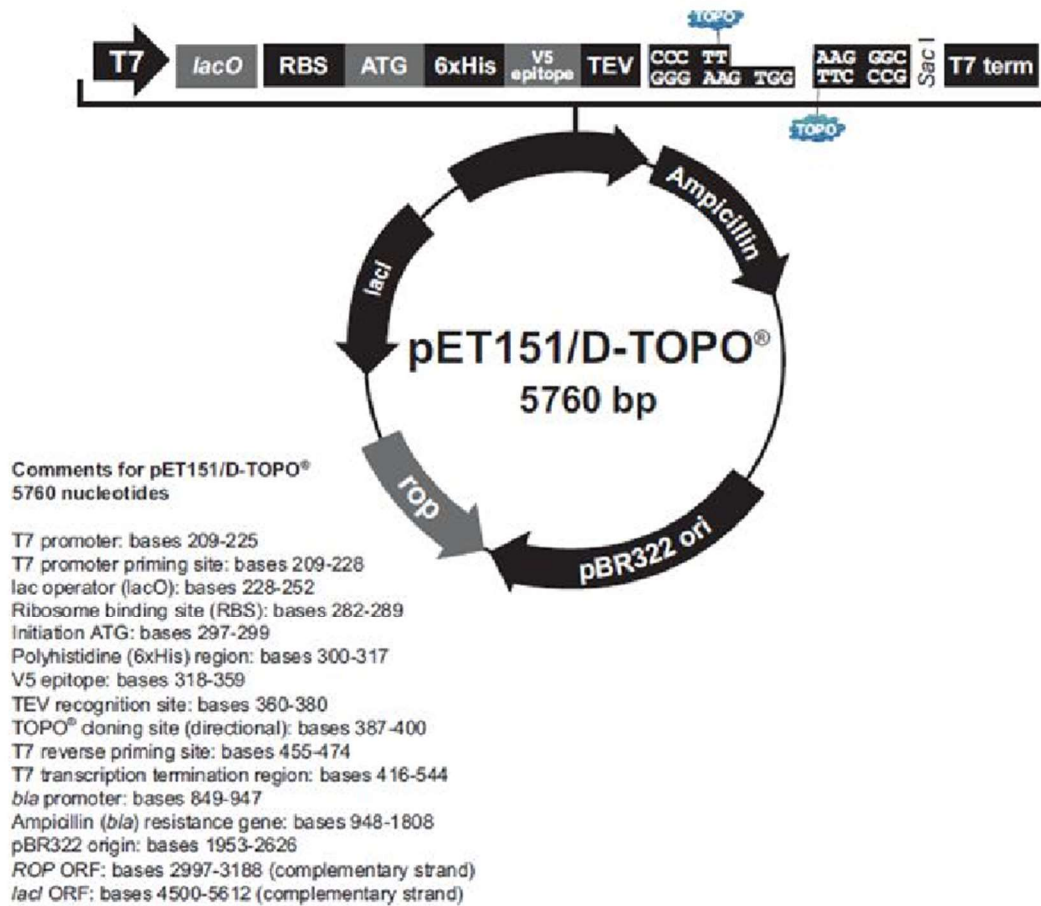 TOPO
T7 lacO RBS ATG 6xHis V5 epitope TEV CCC TT AAG GGC SacI T7 term
GGG AAG TGG TTC CCG
TOPO
Ampicillin
lacI
pET151/D-TOPO®
5760 bp
rop
pBR322 ori
Comments for pET151/D-TOPO®
5760 nucleotides
T7 promoter: bases 209-225
T7 promoter priming site: bases 209-228
lac operator (lacO): bases 228-252
Ribosome binding site (RBS): bases 282-289
Initiation ATG: bases 297-299
Polyhistidine (6xHis) region: bases 300-317
V5 epitope: bases 318-359
TEV recognition site: bases 360-380
TOPO® cloning site (directional): bases 387-400
T7 reverse priming site: bases 455-474
T7 transcription termination region: bases 416-544
bla promoter: bases 849-947
Ampicillin (bla) resistance gene: bases 948-1808
pBR322 origin: bases 1953-2626
ROP ORF: bases 2997-3188 (complementary strand)
lacI ORF: bases 4500-5612 (complementary strand)